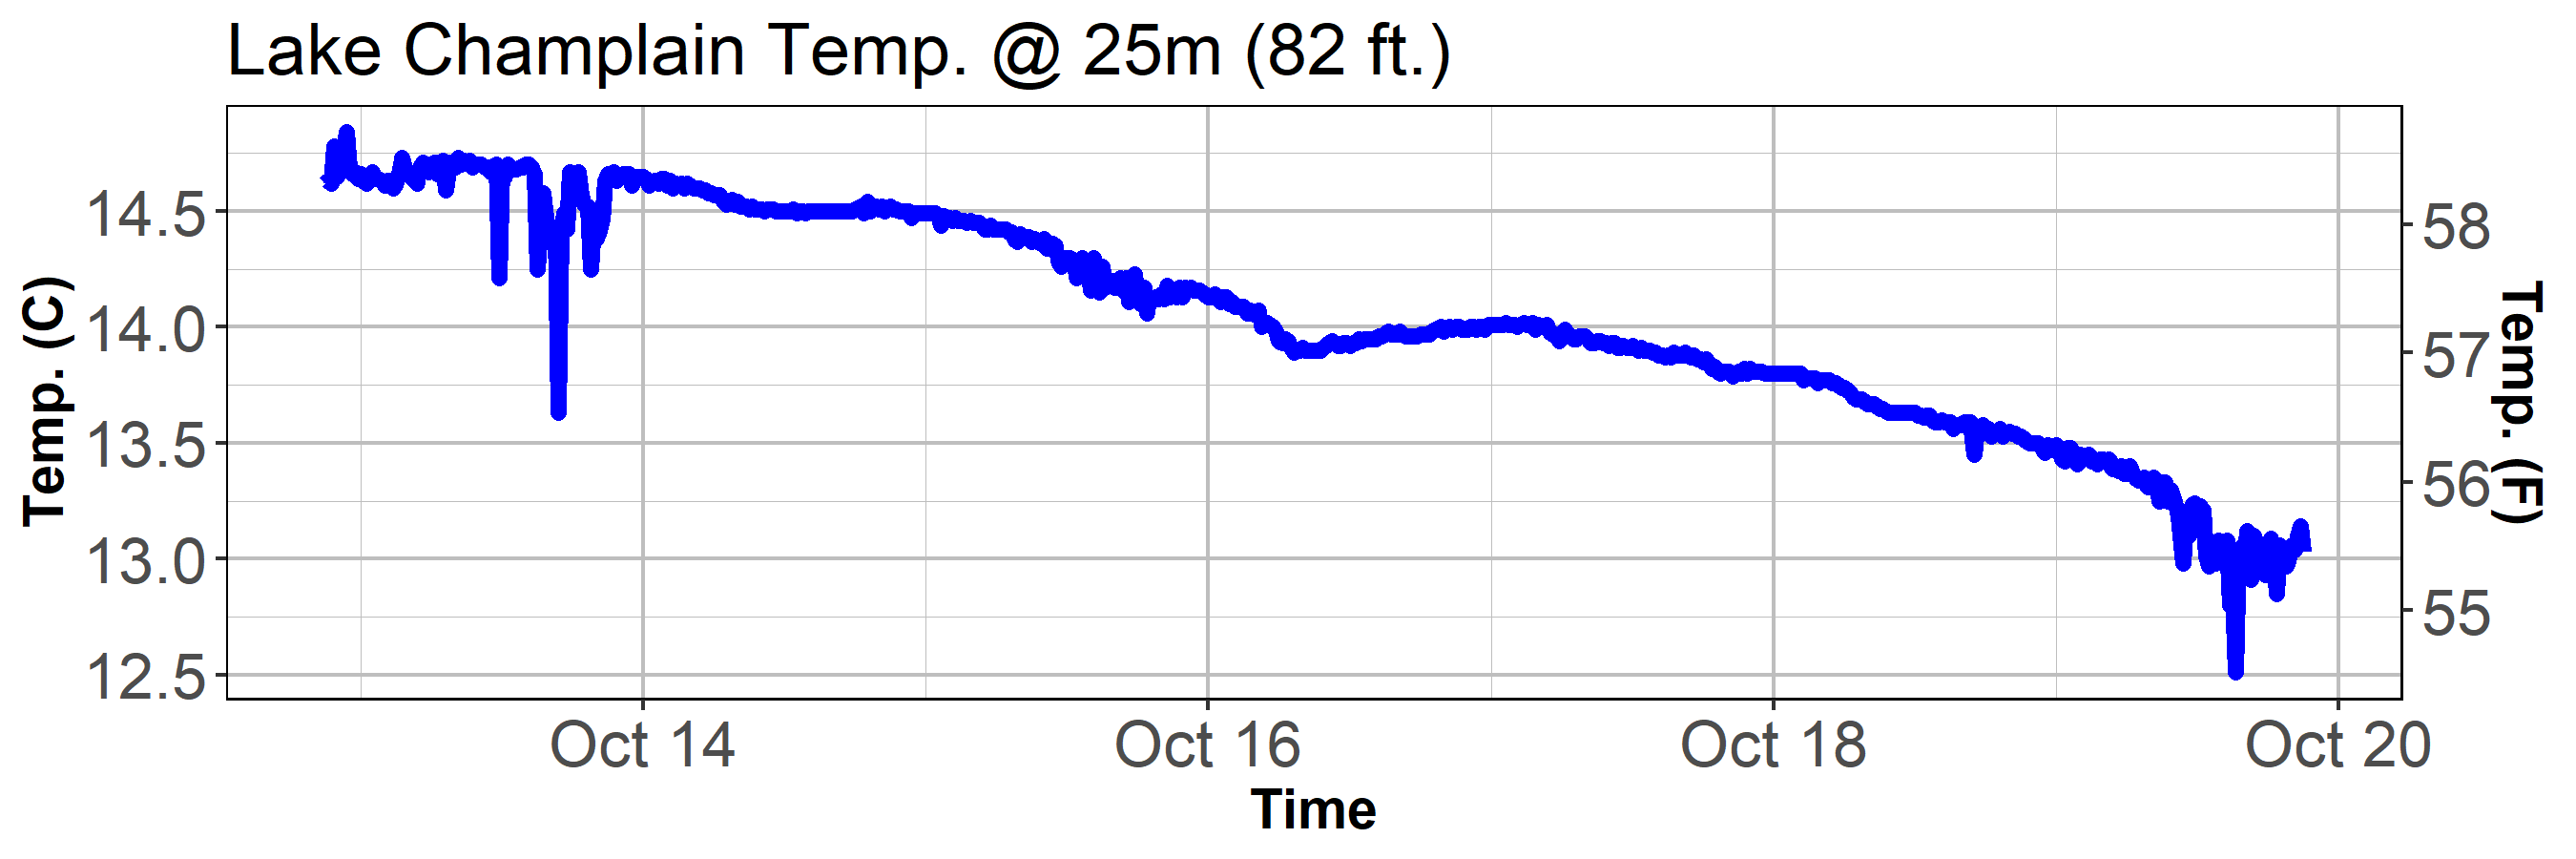 Lake Champlain Temp. @ 25m (82 ft.)
Temp. (C)
14.5
14.0
13.5
13.0
12.5
58
57
56
55
Temp. (F)
Oct 14 Oct 16 Oct 18 Oct 20
Time